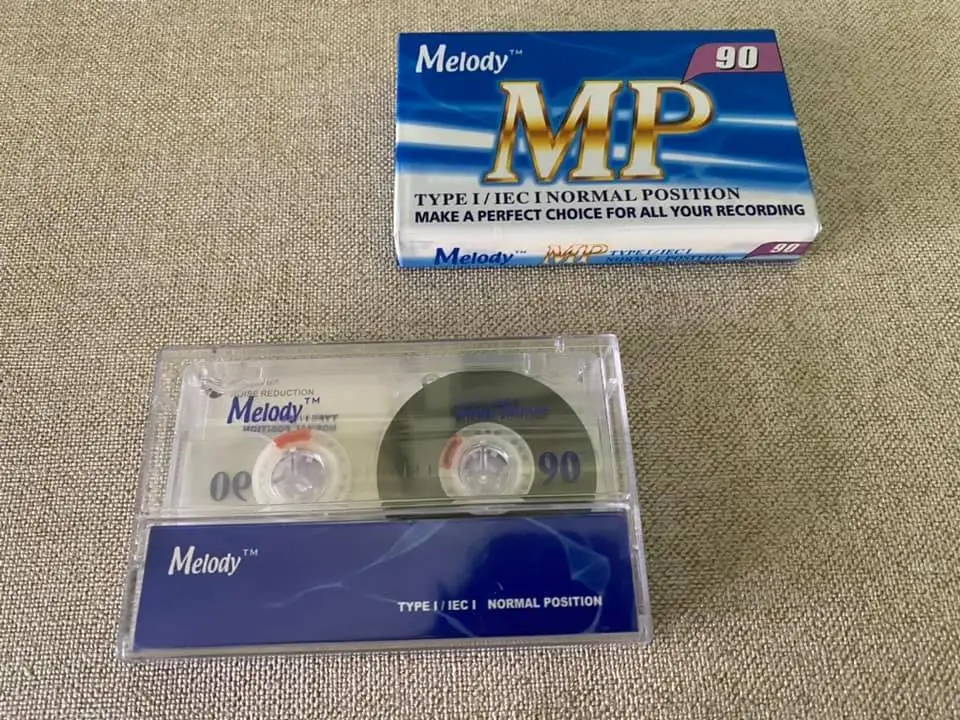 Melody™
90
MP
TYPE I / IEC I NORMAL POSITION
MAKE A PERFECT CHOICE FOR ALL YOUR RECORDING
Melody™ MP TYPE I / IEC I 90
NORMAL POSITION
REDUCTION
Melody™
90
90
Melody™
TYPE I / IEC I NORMAL POSITION